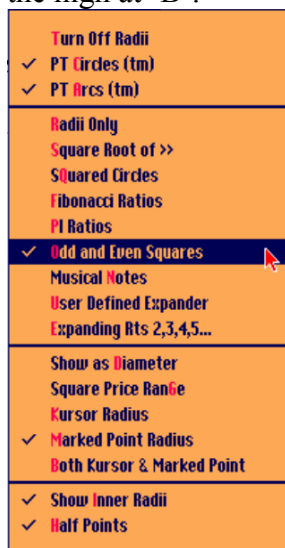 the high at "B".
Turn Off Radii
✓ PT Circles (tm)
✓ PT Arcs (tm)
Radii Only
Square Root of >>
SQuared Circles
Fibonacci Ratios
PI Ratios
✓ Odd and Even Squares
Musical Notes
User Defined Expander
Expanding Rts 2,3,4,5...
Show as Diameter
Square Price RanGe
Kursor Radius
✓ Marked Point Radius
Both Kursor & Marked Point
✓ Show Inner Radii
✓ Half Points